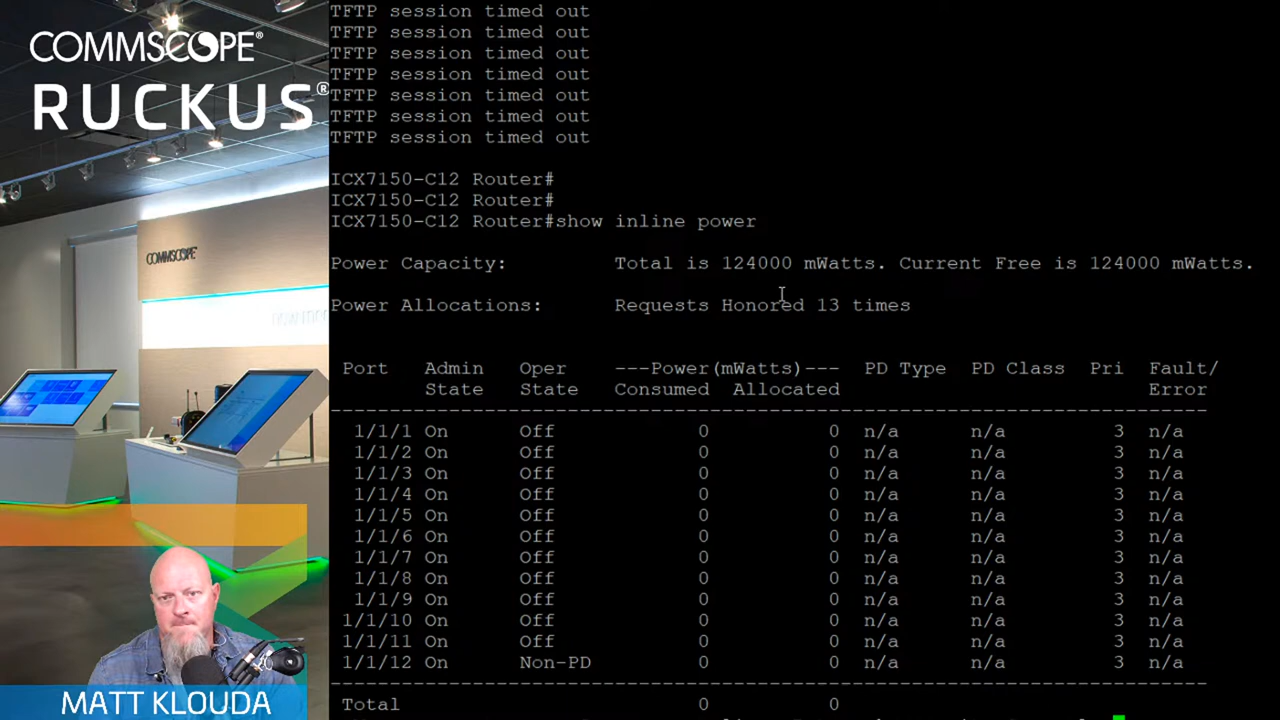 COMMSCOPE®
RUCKUS®
COMMSCOPE
TFTP session timed out
TFTP session timed out
TFTP session timed out
TFTP session timed out
TFTP session timed out
TFTP session timed out
TFTP session timed out
ICX7150-C12 Router#
ICX7150-C12 Router#
ICX7150-C12 Router#show inline power
Power Capacity: Total is 124000 mWatts. Current Free is 124000 mWatts.
Power Allocations: Requests Honored 13 times
Port Admin Oper ---Power(mWatts)--- PD Type PD Class Pri Fault/
State State Consumed Allocated Error
--------------------------------------------------------------------------
1/1/1 On Off 0 0 n/a n/a 3 n/a
1/1/2 On Off 0 0 n/a n/a 3 n/a
1/1/3 On Off 0 0 n/a n/a 3 n/a
1/1/4 On Off 0 0 n/a n/a 3 n/a
1/1/5 On Off 0 0 n/a n/a 3 n/a
1/1/6 On Off 0 0 n/a n/a 3 n/a
1/1/7 On Off 0 0 n/a n/a 3 n/a
1/1/8 On Off 0 0 n/a n/a 3 n/a
1/1/9 On Off 0 0 n/a n/a 3 n/a
1/1/10 On Off 0 0 n/a n/a 3 n/a
1/1/11 On Off 0 0 n/a n/a 3 n/a
1/1/12 On Non-PD 0 0 n/a n/a 3 n/a
--------------------------------------------------------------------------
Total 0 0
MATT KLOUDA